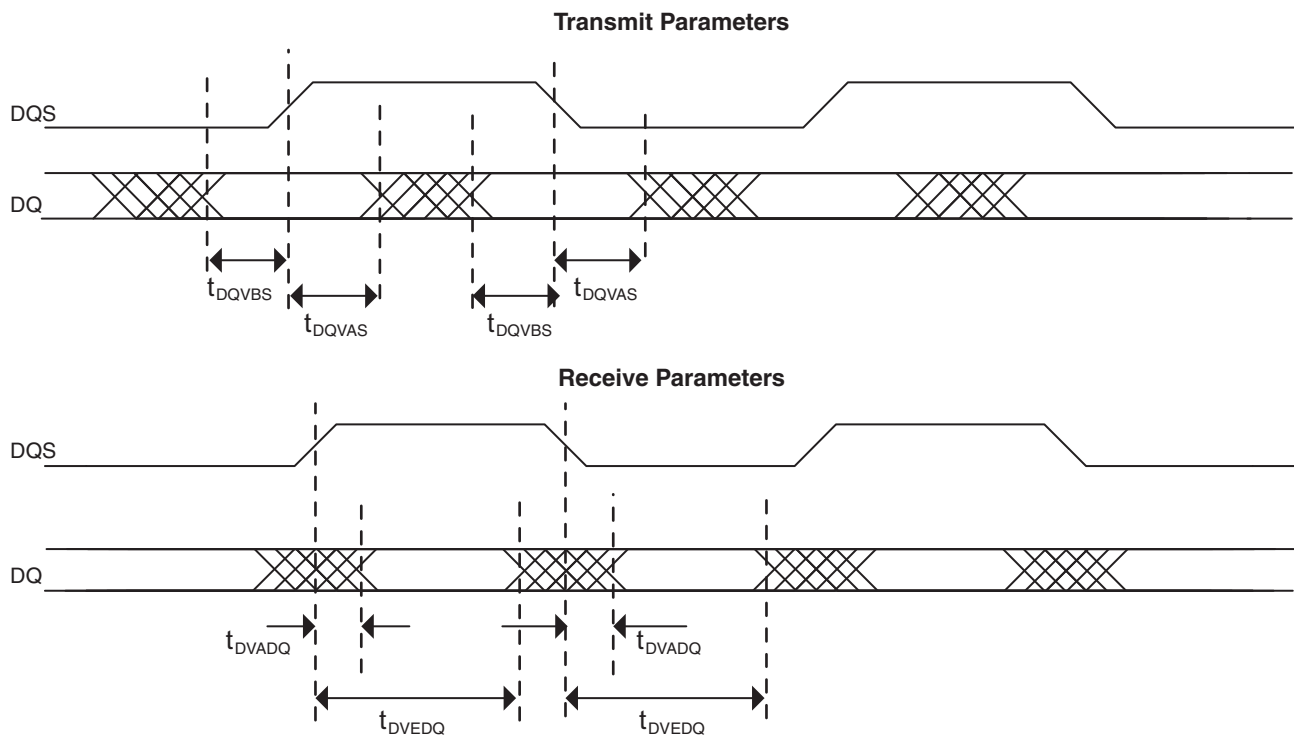 Transmit Parameters
DQS
DQ
tDQVBS
tDQVAS
tDQVAS
tDQVBS
Receive Parameters
DQS
DQ
tDVADQ
tDVADQ
tDVEDQ
tDVEDQ